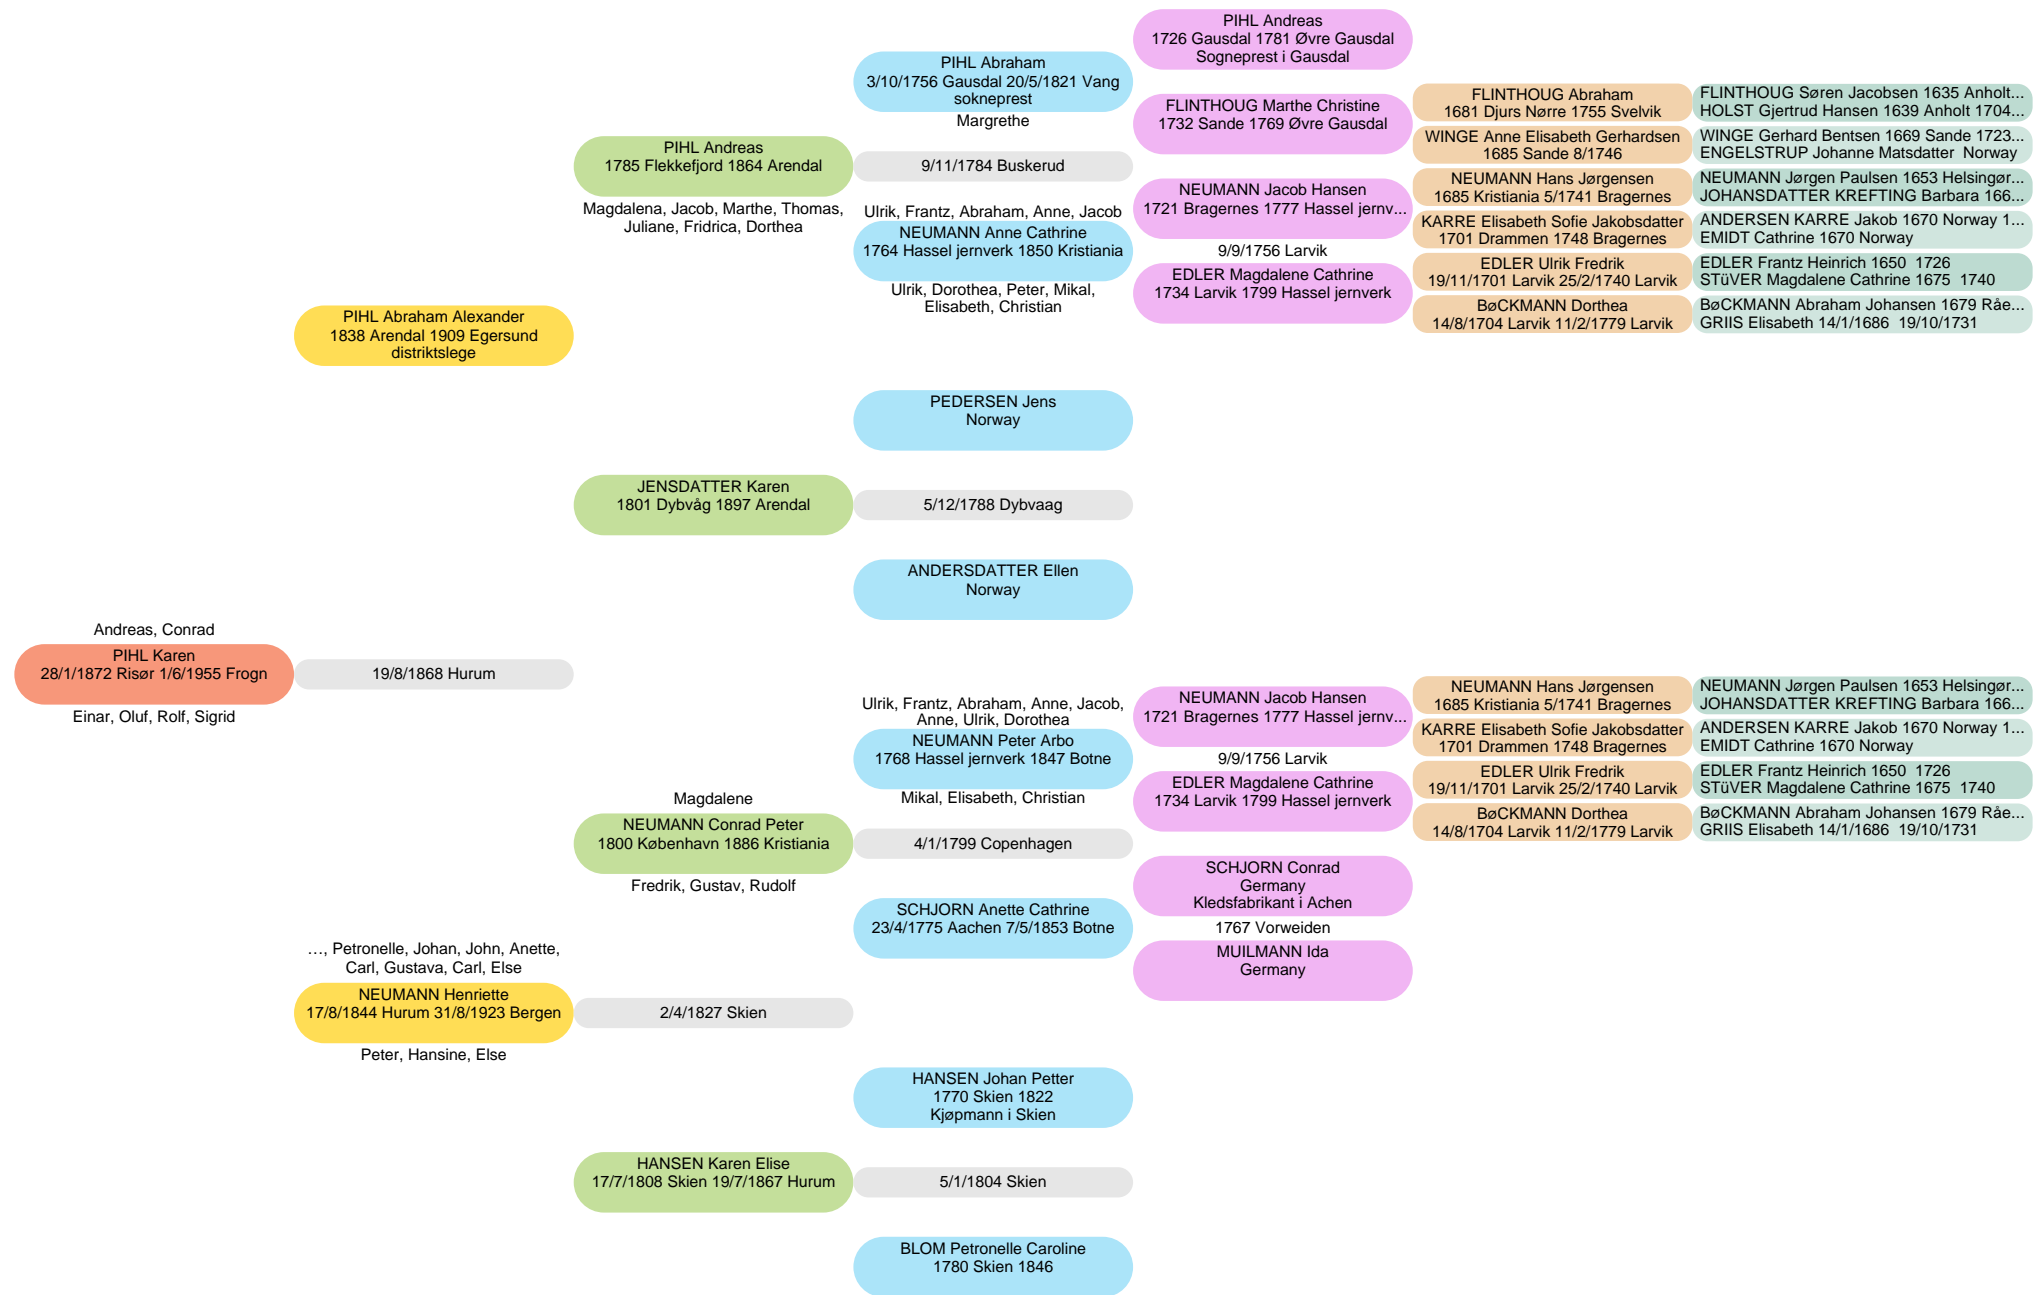 Andreas, Conrad
PIHL Karen
28/1/1872 Risør 1/6/1955 Frogn
Einar, Oluf, Rolf, Sigrid
PIHL Abraham Alexander
1838 Arendal 1909 Egersund
distriktslege
19/8/1868 Hurum
…, Petronelle, Johan, John, Anette,
Carl, Gustava, Carl, Else
NEUMANN Henriette
17/8/1844 Hurum 31/8/1923 Bergen
Peter, Hansine, Else
PIHL Andreas
1785 Flekkefjord 1864 Arendal
Magdalena, Jacob, Marthe, Thomas,
Juliane, Fridrica, Dorthea
JENSDATTER Karen
1801 Dybvåg 1897 Arendal
Magdalene
NEUMANN Conrad Peter
1800 København 1886 Kristiania
Fredrik, Gustav, Rudolf
2/4/1827 Skien
HANSEN Karen Elise
17/7/1808 Skien 19/7/1867 Hurum
PIHL Abraham
3/10/1756 Gausdal 20/5/1821 Vang
sokneprest
Margrethe
9/11/1784 Buskerud
Ulrik, Frantz, Abraham, Anne, Jacob
NEUMANN Anne Cathrine
1764 Hassel jernverk 1850 Kristiania
Ulrik, Dorothea, Peter, Mikal,
Elisabeth, Christian
PEDERSEN Jens
Norway
5/12/1788 Dybvaag
ANDERSDATTER Ellen
Norway
Ulrik, Frantz, Abraham, Anne, Jacob,
Anne, Ulrik, Dorothea
NEUMANN Peter Arbo
1768 Hassel jernverk 1847 Botne
Mikal, Elisabeth, Christian
4/1/1799 Copenhagen
SCHJORN Anette Cathrine
23/4/1775 Aachen 7/5/1853 Botne
HANSEN Johan Petter
1770 Skien 1822
Kjøpmann i Skien
5/1/1804 Skien
BLOM Petronelle Caroline
1780 Skien 1846
PIHL Andreas
1726 Gausdal 1781 Øvre Gausdal
Sogneprest i Gausdal
FLINTHOUG Marthe Christine
1732 Sande 1769 Øvre Gausdal
NEUMANN Jacob Hansen
1721 Bragernes 1777 Hassel jernv...
9/9/1756 Larvik
EDLER Magdalene Cathrine
1734 Larvik 1799 Hassel jernverk
NEUMANN Jacob Hansen
1721 Bragernes 1777 Hassel jernv...
9/9/1756 Larvik
EDLER Magdalene Cathrine
1734 Larvik 1799 Hassel jernverk
SCHJORN Conrad
Germany
Kledsfabrikant i Achen
1767 Vorweiden
MUILMANN Ida
Germany
FLINTHOUG Abraham
1681 Djurs Nørre 1755 Svelvik
WINGE Anne Elisabeth Gerhardsen
1685 Sande 8/1746
NEUMANN Hans Jørgensen
1685 Kristiania 5/1741 Bragernes
KARRE Elisabeth Sofie Jakobsdatter
1701 Drammen 1748 Bragernes
EDLER Ulrik Fredrik
19/11/1701 Larvik 25/2/1740 Larvik
BøCKMANN Dorthea
14/8/1704 Larvik 11/2/1779 Larvik
NEUMANN Hans Jørgensen
1685 Kristiania 5/1741 Bragernes
KARRE Elisabeth Sofie Jakobsdatter
1701 Drammen 1748 Bragernes
EDLER Ulrik Fredrik
19/11/1701 Larvik 25/2/1740 Larvik
BøCKMANN Dorthea
14/8/1704 Larvik 11/2/1779 Larvik
FLINTHOUG Søren Jacobsen 1635 Anholt...
HOLST Gjertrud Hansen 1639 Anholt 1704...
WINGE Gerhard Bentsen 1669 Sande 1723...
ENGELSTRUP Johanne Matsdatter Norway
NEUMANN Jørgen Paulsen 1653 Helsingør...
JOHANSDATTER KREFTING Barbara 166...
ANDERSEN KARRE Jakob 1670 Norway 1...
EMIDT Cathrine 1670 Norway
EDLER Frantz Heinrich 1650 1726
STüVER Magdalene Cathrine 1675 1740
BøCKMANN Abraham Johansen 1679 Råe...
GRIIS Elisabeth 14/1/1686 19/10/1731
NEUMANN Jørgen Paulsen 1653 Helsingør...
JOHANSDATTER KREFTING Barbara 166...
ANDERSEN KARRE Jakob 1670 Norway 1...
EMIDT Cathrine 1670 Norway
EDLER Frantz Heinrich 1650 1726
STüVER Magdalene Cathrine 1675 1740
BøCKMANN Abraham Johansen 1679 Råe...
GRIIS Elisabeth 14/1/1686 19/10/1731